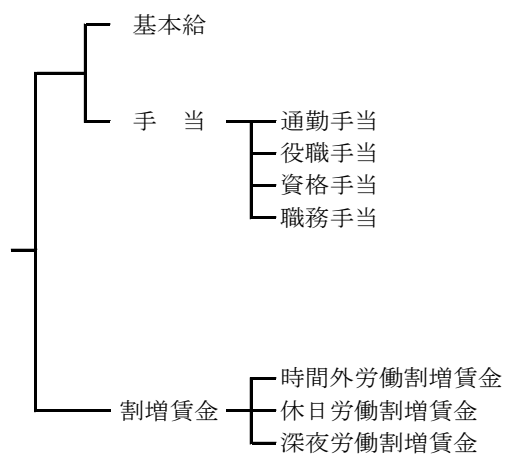 基本給
手　当
通勤手当
役職手当
資格手当
職務手当
割増賃金
時間外労働割増賃金
休日労働割増賃金
深夜労働割増賃金